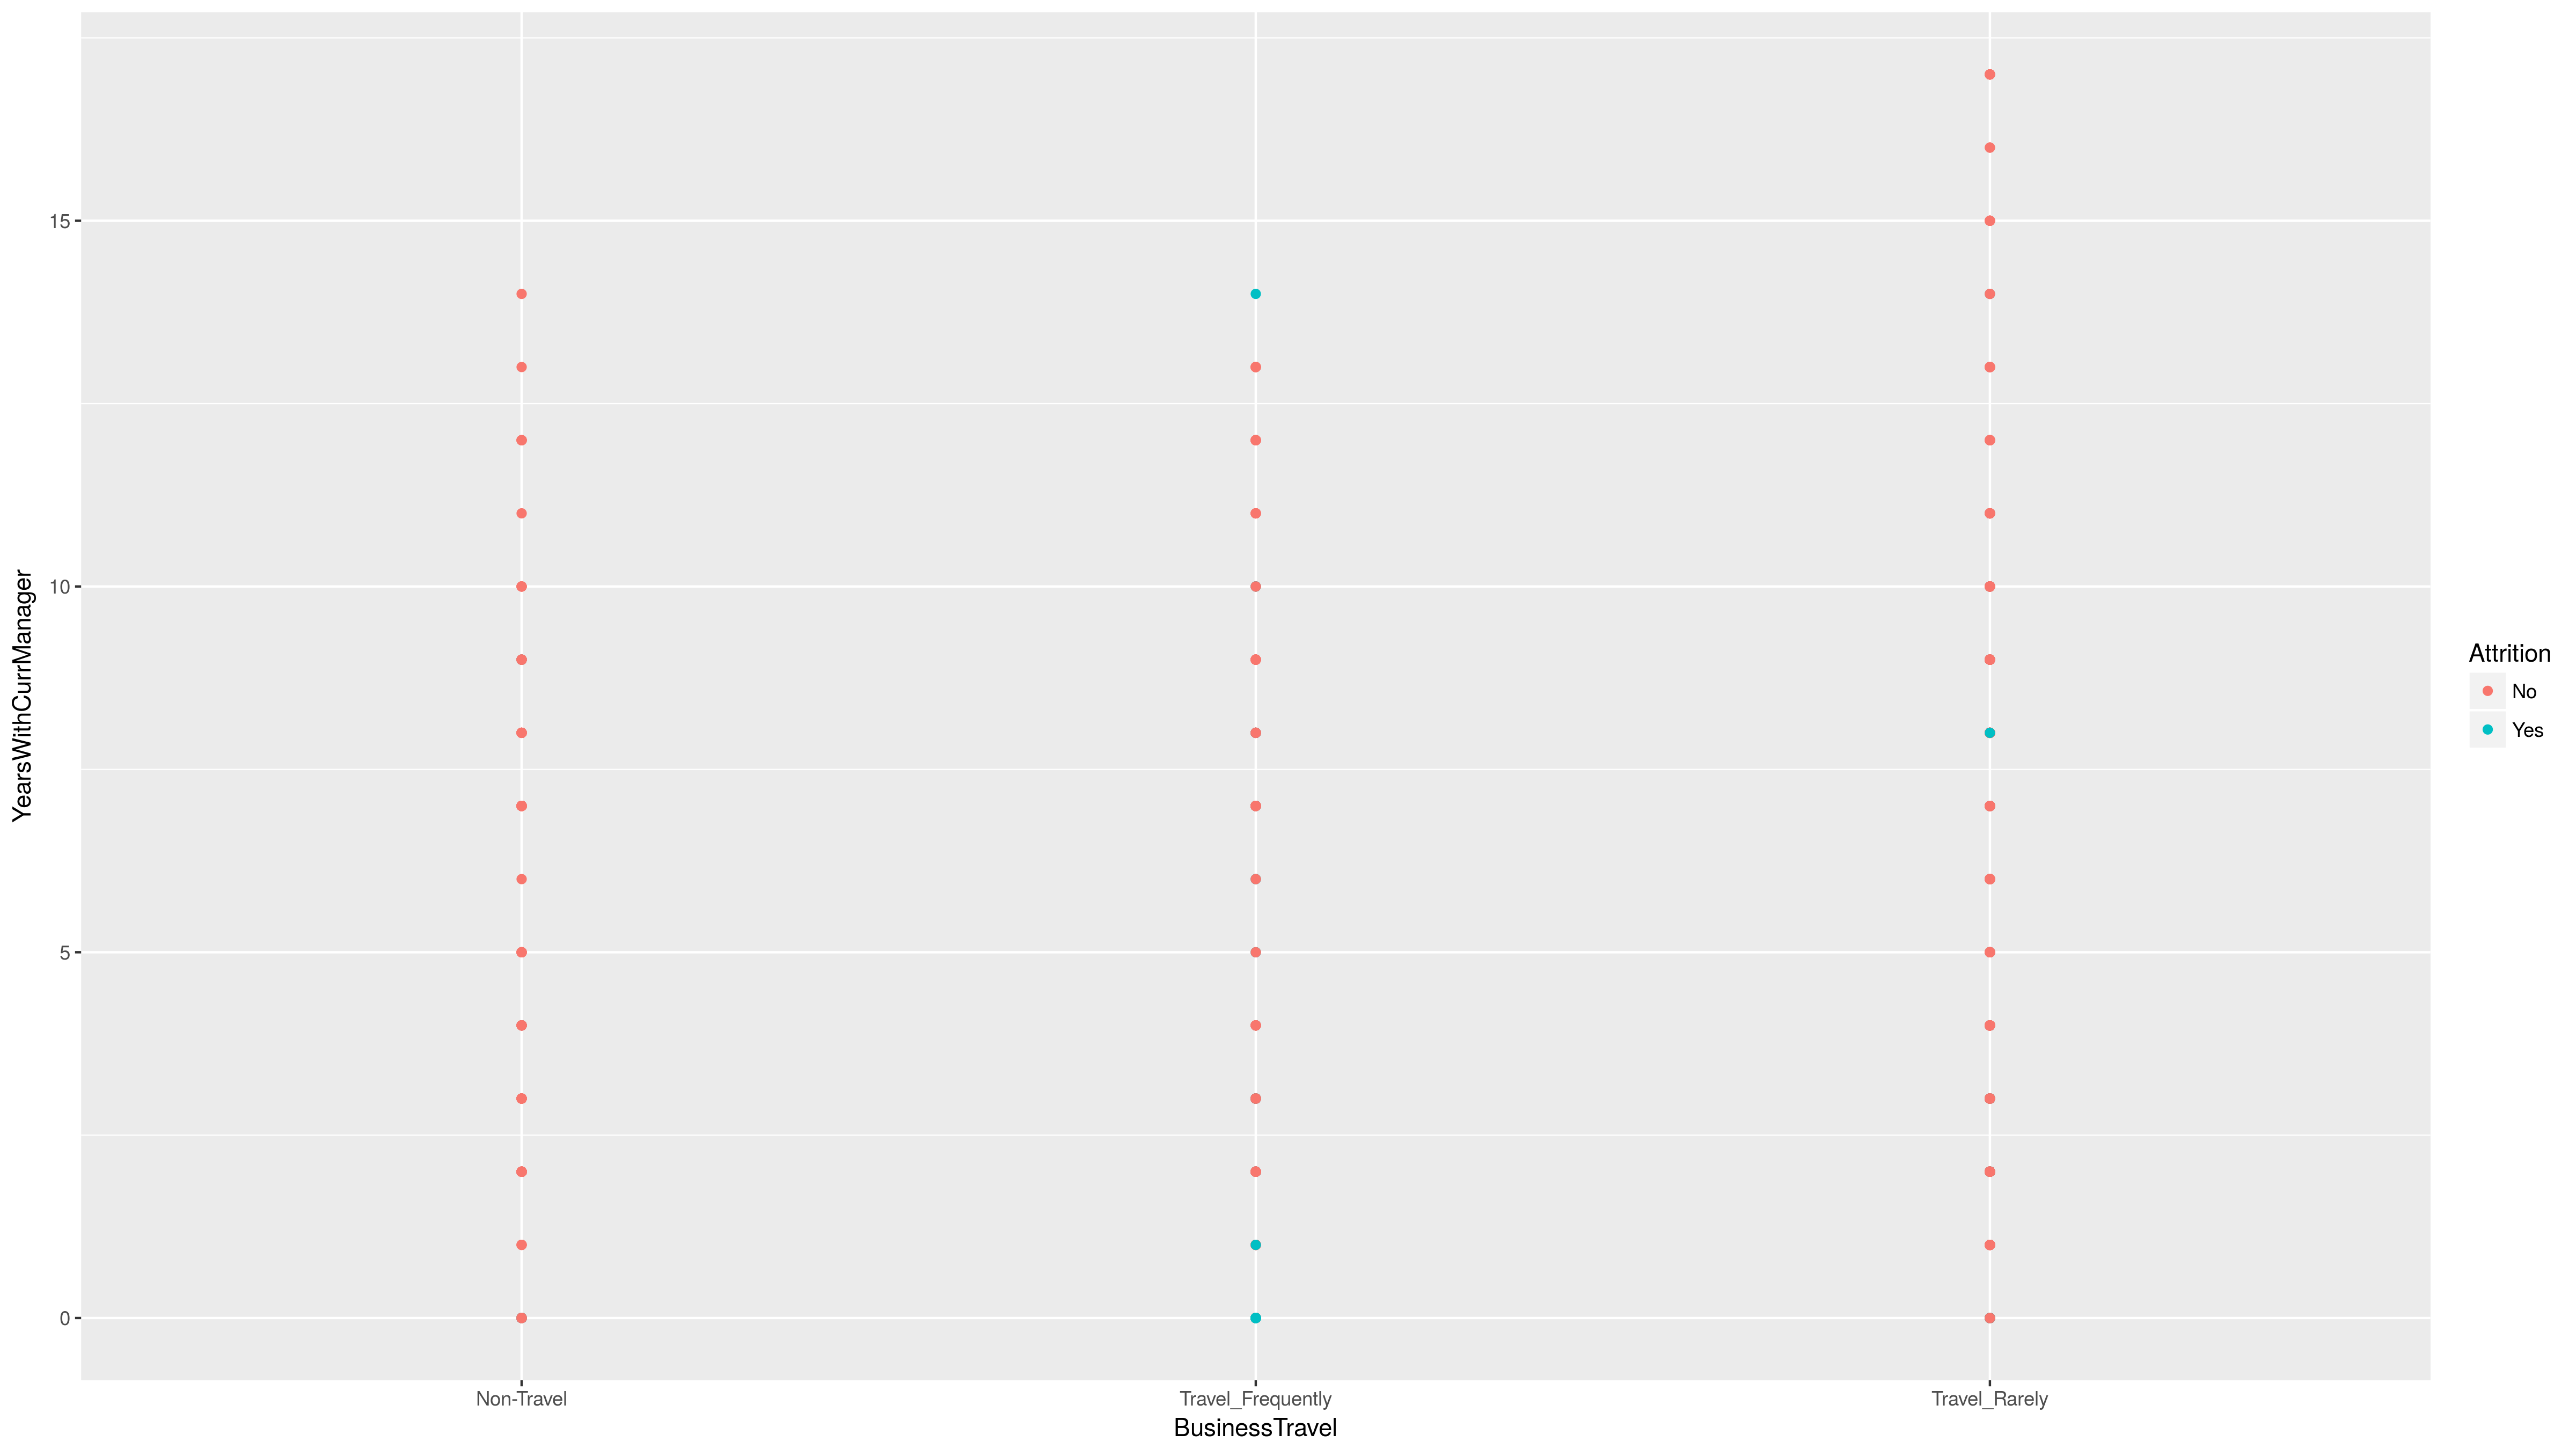 YearsWithCurrManager
15
10
5
0
Non-Travel
Travel_Frequently
Travel_Rarely
BusinessTravel
Attrition
No
Yes